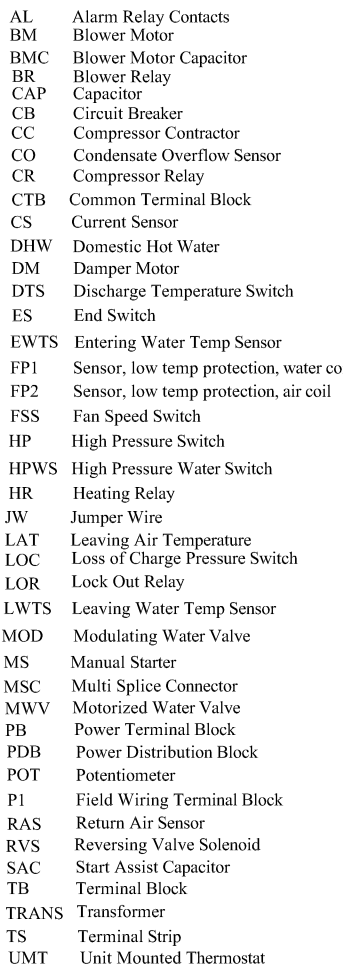 AL Alarm Relay Contacts
BM Blower Motor
BMC Blower Motor Capacitor
BR Blower Relay
CAP Capacitor
CB Circuit Breaker
CC Compressor Contractor
CO Condensate Overflow Sensor
CR Compressor Relay
CTB Common Terminal Block
CS Current Sensor
DHW Domestic Hot Water
DM Damper Motor
DTS Discharge Temperature Switch
ES End Switch
EWTS Entering Water Temp Sensor
FP1 Sensor, low temp protection, water co
FP2 Sensor, low temp protection, air coil
FSS Fan Speed Switch
HP High Pressure Switch
HPWS High Pressure Water Switch
HR Heating Relay
JW Jumper Wire
LAT Leaving Air Temperature
LOC Loss of Charge Pressure Switch
LOR Lock Out Relay
LWTS Leaving Water Temp Sensor
MOD Modulating Water Valve
MS Manual Starter
MSC Multi Splice Connector
MWV Motorized Water Valve
PB Power Terminal Block
PDB Power Distribution Block
POT Potentiometer
P1 Field Wiring Terminal Block
RAS Return Air Sensor
RVS Reversing Valve Solenoid
SAC Start Assist Capacitor
TB Terminal Block
TRANS Transformer
TS Terminal Strip
UMT Unit Mounted Thermostat